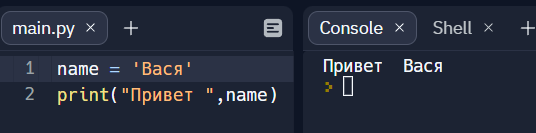 main.py × +
Console × Shell × +
1 name = 'Вася'
2 print("Привет ",name)
Привет  Вася